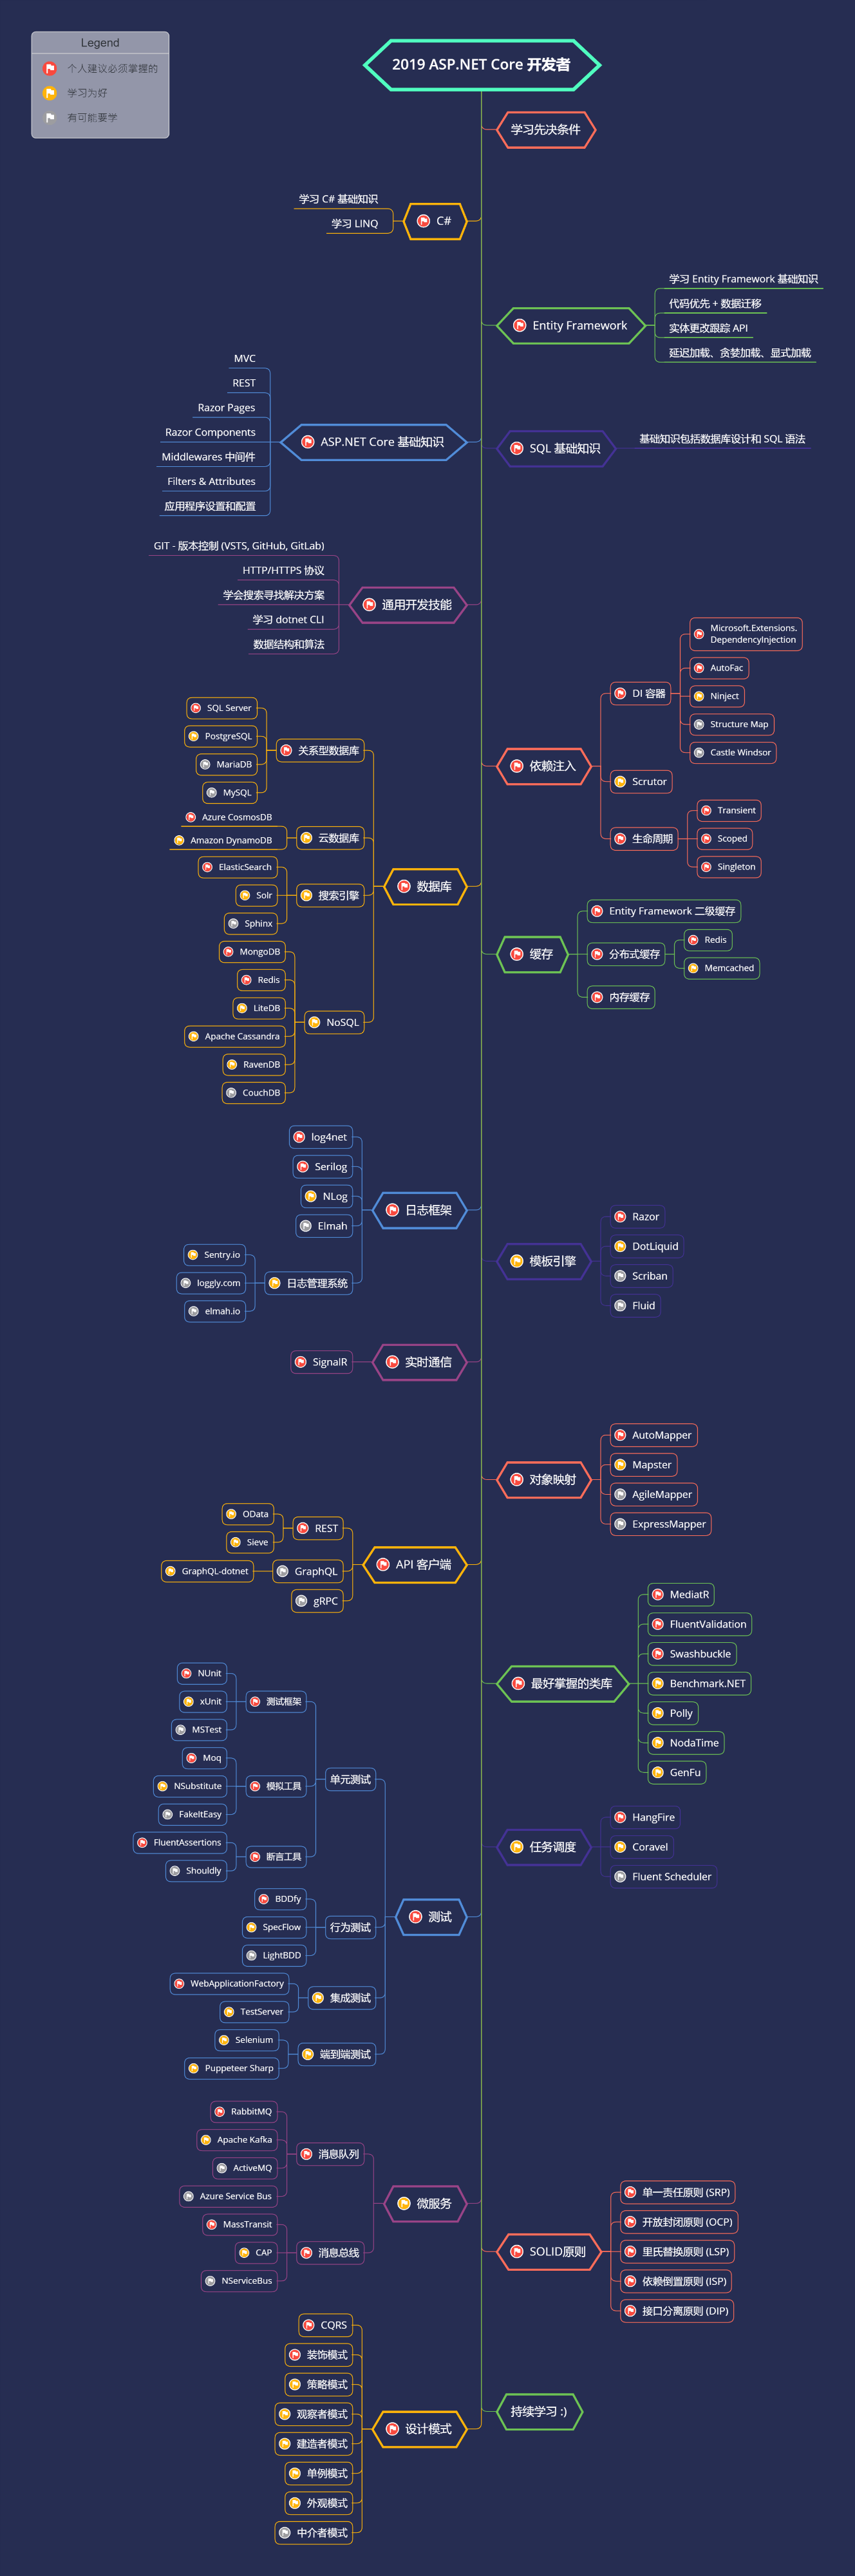 Legend
个人建议必须掌握的
学习为好
有可能要学
2019 ASP.NET Core 开发者
学习先决条件
学习 C# 基础知识
学习 LINQ
C#
Entity Framework
学习 Entity Framework 基础知识
代码优先 + 数据迁移
实体更改跟踪 API
延迟加载、贪婪加载、显式加载
MVC
REST
Razor Pages
Razor Components
Middlewares 中间件
Filters & Attributes
应用程序设置和配置
ASP.NET Core 基础知识
SQL 基础知识
基础知识包括数据库设计和 SQL 语法
GIT - 版本控制 (VSTS, GitHub, GitLab)
HTTP/HTTPS 协议
学会搜索寻找解决方案
学习 dotnet CLI
数据结构和算法
通用开发技能
依赖注入
DI 容器
Microsoft.Extensions.
DependencyInjection
AutoFac
Ninject
Structure Map
Castle Windsor
Scrutor
生命周期
Transient
Scoped
Singleton
SQL Server
PostgreSQL
MariaDB
MySQL
关系型数据库
Azure CosmosDB
Amazon DynamoDB
云数据库
ElasticSearch
Solr
Sphinx
搜索引擎
MongoDB
Redis
LiteDB
Apache Cassandra
RavenDB
CouchDB
NoSQL
数据库
缓存
Entity Framework 二级缓存
分布式缓存
Redis
Memcached
内存缓存
log4net
Serilog
NLog
Elmah
Sentry.io
loggly.com
elmah.io
日志管理系统
日志框架
模板引擎
Razor
DotLiquid
Scriban
Fluid
SignalR
实时通信
对象映射
AutoMapper
Mapster
AgileMapper
ExpressMapper
OData
Sieve
REST
GraphQL-dotnet
GraphQL
gRPC
API 客户端
最好掌握的类库
MediatR
FluentValidation
Swashbuckle
Benchmark.NET
Polly
NodaTime
GenFu
NUnit
xUnit
MSTest
测试框架
Moq
NSubstitute
FakeItEasy
模拟工具
FluentAssertions
Shouldly
断言工具
单元测试
BDDfy
SpecFlow
LightBDD
行为测试
WebApplicationFactory
TestServer
集成测试
Selenium
Puppeteer Sharp
端到端测试
测试
任务调度
HangFire
Coravel
Fluent Scheduler
RabbitMQ
Apache Kafka
ActiveMQ
Azure Service Bus
消息队列
MassTransit
CAP
NServiceBus
消息总线
微服务
SOLID原则
单一责任原则 (SRP)
开放封闭原则 (OCP)
里氏替换原则 (LSP)
依赖倒置原则 (ISP)
接口分离原则 (DIP)
CQRS
装饰模式
策略模式
观察者模式
建造者模式
单例模式
外观模式
中介者模式
设计模式
持续学习 :)